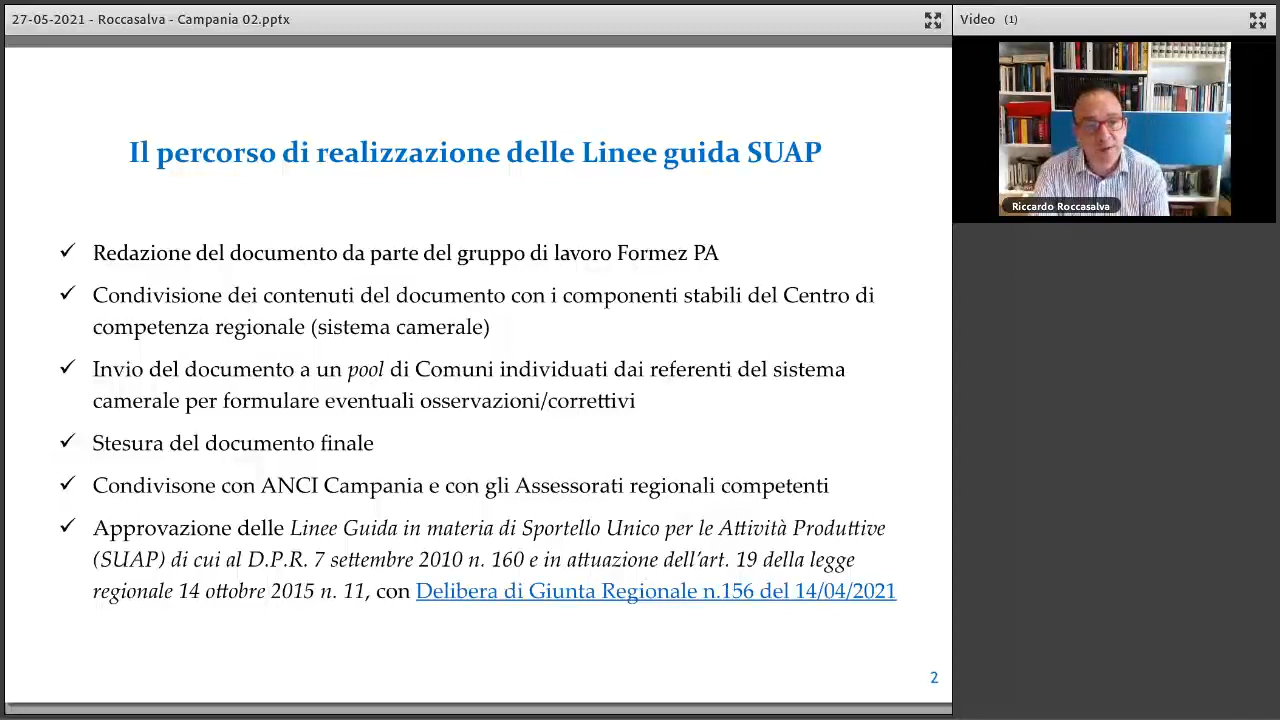 27-05-2021 - Roccasalva - Campania 02.pptx
Video (1)
Riccardo Roccasalva
Il percorso di realizzazione delle Linee guida SUAP
✓ Redazione del documento da parte del gruppo di lavoro Formez PA
✓ Condivisione dei contenuti del documento con i componenti stabili del Centro di
competenza regionale (sistema camerale)
✓ Invio del documento a un pool di Comuni individuati dai referenti del sistema
camerale per formulare eventuali osservazioni/correttivi
✓ Stesura del documento finale
✓ Condivisone con ANCI Campania e con gli Assessorati regionali competenti
✓ Approvazione delle Linee Guida in materia di Sportello Unico per le Attività Produttive
(SUAP) di cui al D.P.R. 7 settembre 2010 n. 160 e in attuazione dell’art. 19 della legge
regionale 14 ottobre 2015 n. 11, con Delibera di Giunta Regionale n.156 del 14/04/2021
2